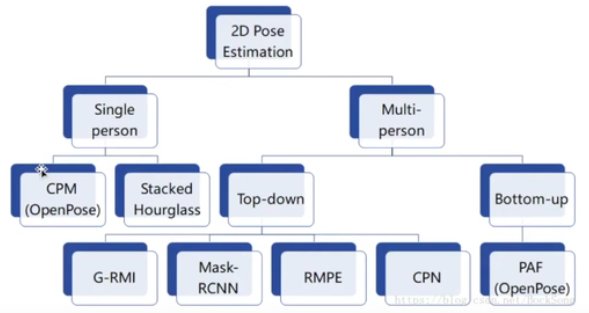 2D Pose
Estimation
Single
person
Multi-
person
CPM
(OpenPose)
Stacked
Hourglass
Top-down
Bottom-up
G-RMI
Mask-
RCNN
RMPE
CPN
PAF
(OpenPose)
https://blog.csdn.net/RockSong